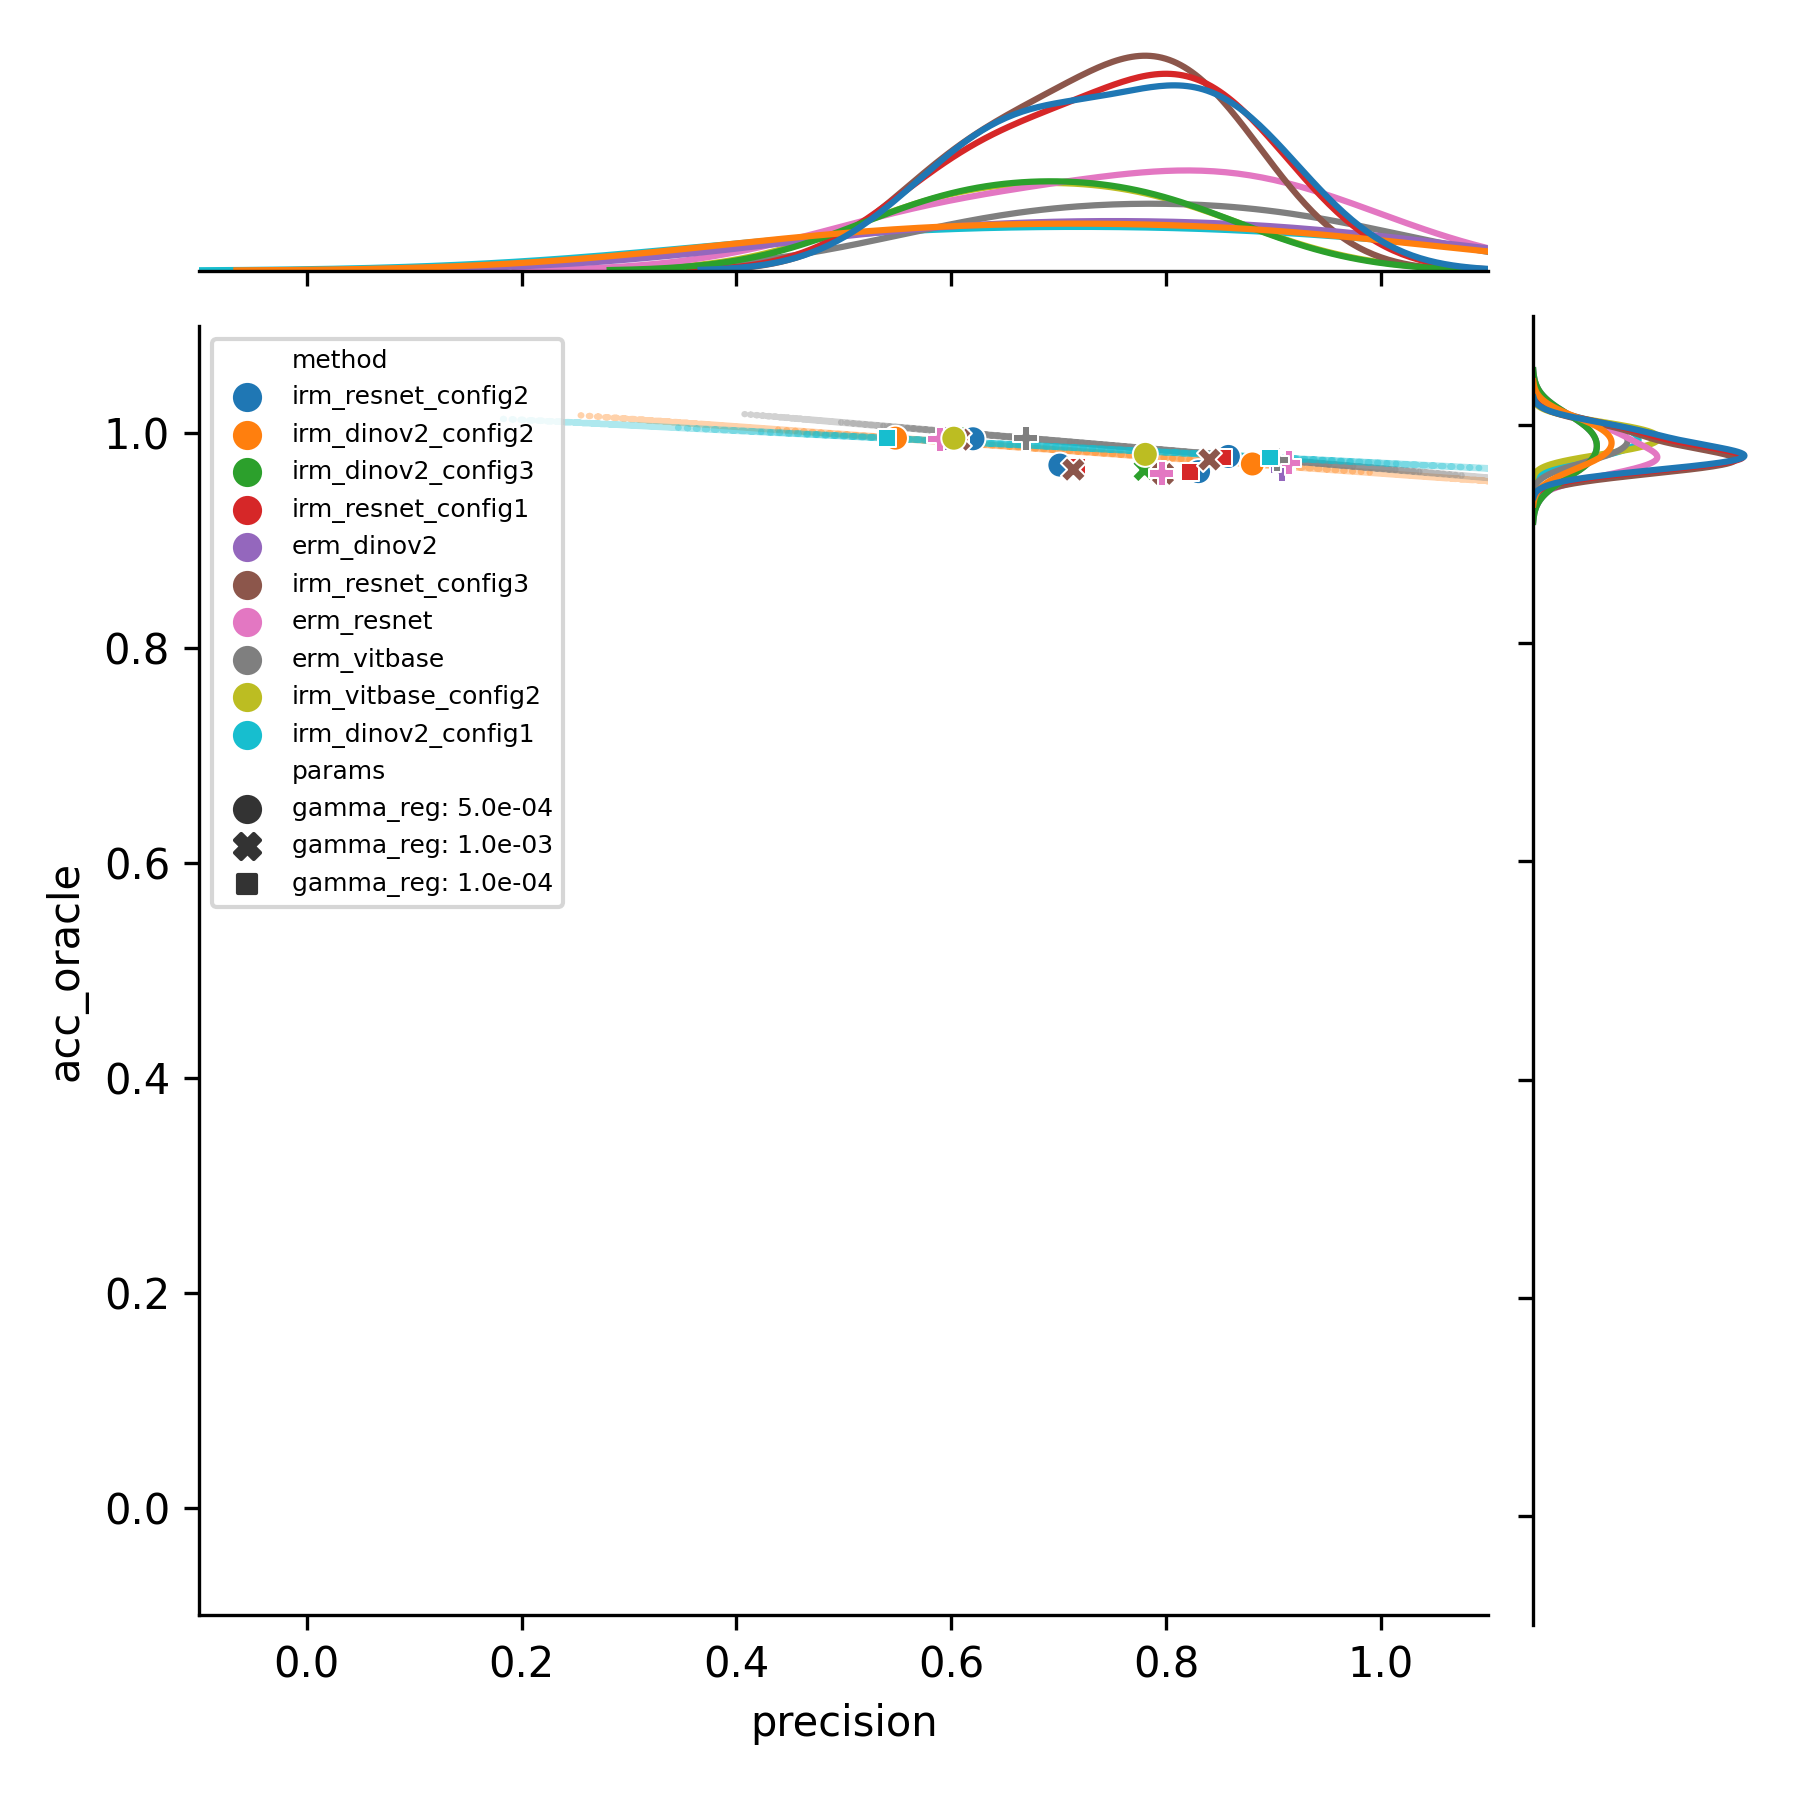 method
irm_resnet_config2
irm_dinov2_config2
irm_dinov2_config3
irm_resnet_config1
erm_dinov2
irm_resnet_config3
erm_resnet
erm_vitbase
irm_vitbase_config2
irm_dinov2_config1
params
gamma_reg: 5.0e-04
gamma_reg: 1.0e-03
gamma_reg: 1.0e-04
1.0
0.8
0.6
0.4
0.2
0.0
acc_oracle
0.0 0.2 0.4 0.6 0.8 1.0
precision